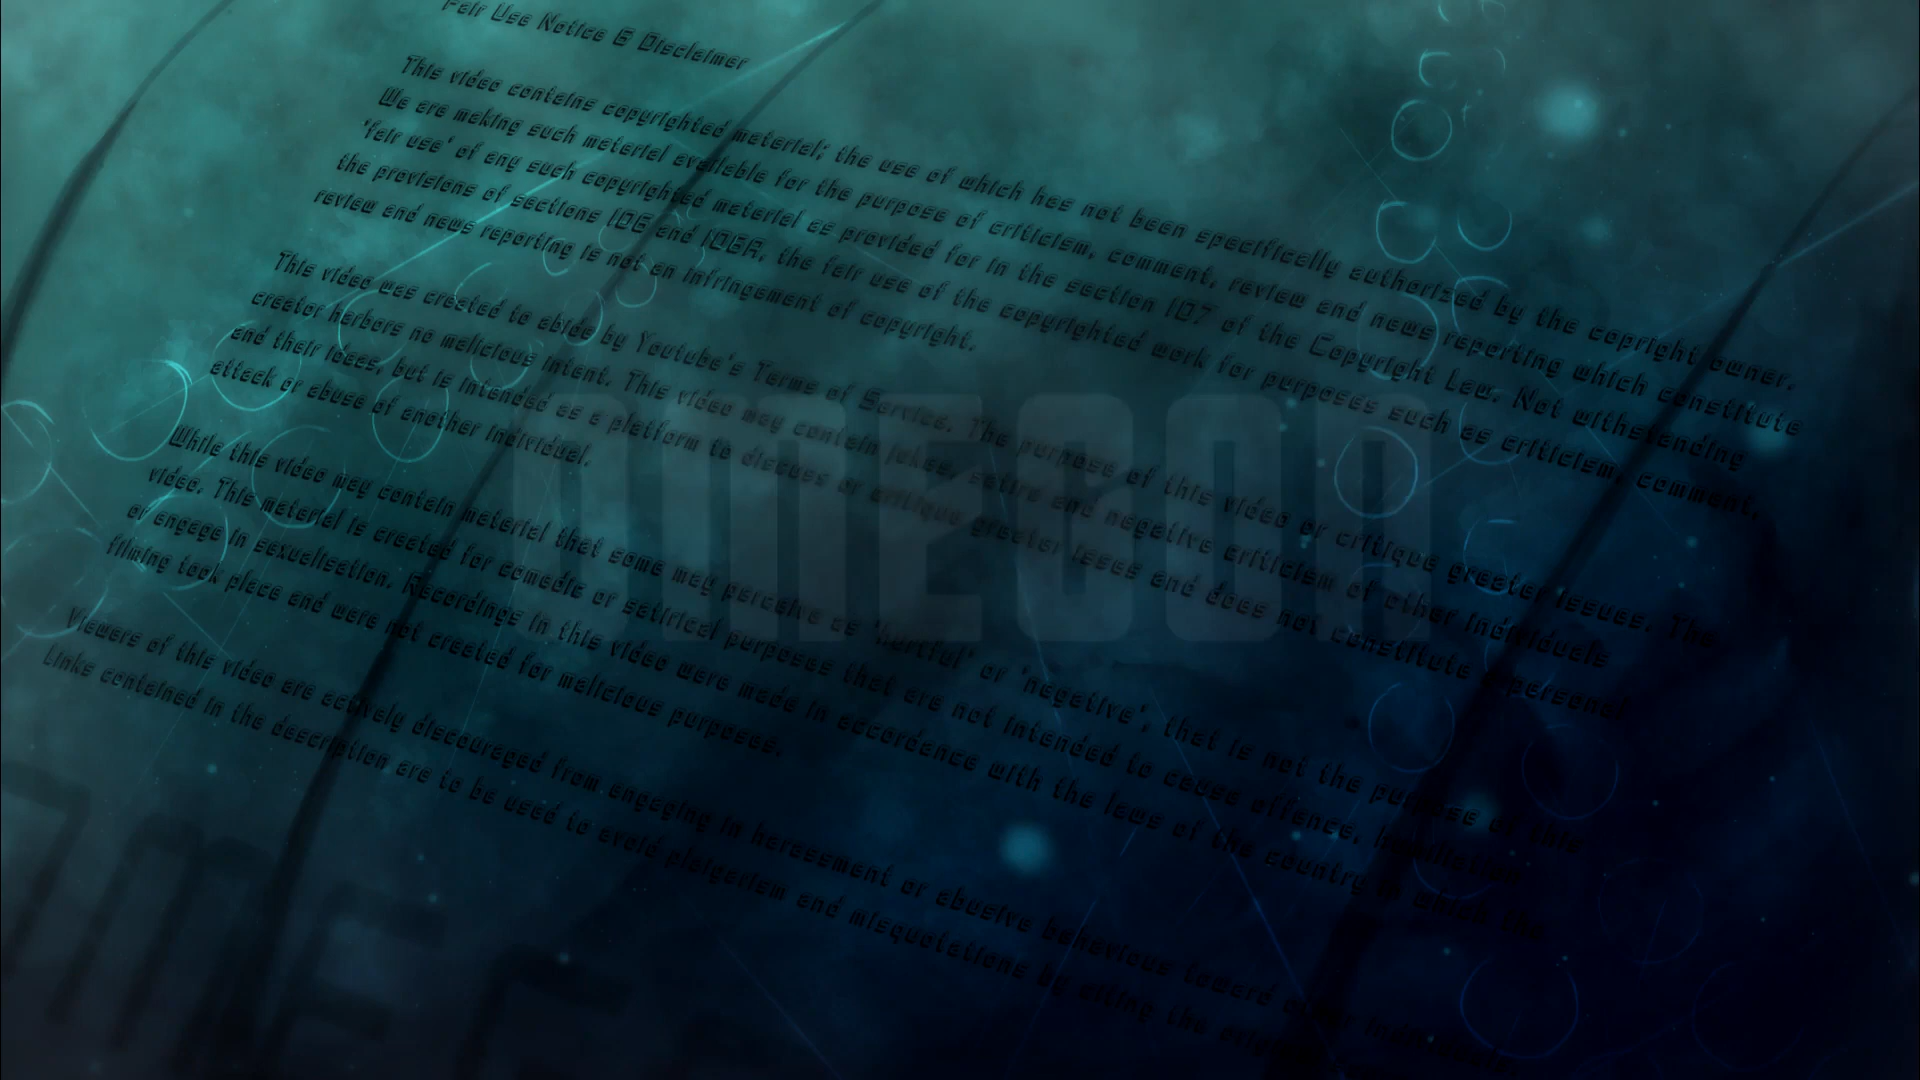 Fair Use Notice & Disclaimer
This video contains copyrighted material; the use of which has not been specifically authorized by the copright owner.
We are making such material available for the purpose of criticism, comment, review and news reporting which constitute
'fair use' of any such copyrighted material as provided for in the section 107 of the Copyright Law. Not withstanding
the provisions of sections 106 and 106A, the fair use of the copyrighted work for purposes such as criticism, comment,
review and news reporting is not an infringement of copyright.
This video was created to abide by Youtube's Terms of Service. The purpose of this video or critique greater issues. The
creator harbors no malicious intent. This video may contain jokes, satire and negative criticism of other individuals
and their ideas, but is intended as a platform to discuss or critique greater isses and does not constitute a personal
attack or abuse of another individual.
While this video may contain material that some may perceive as 'hurtful' or 'negative', that is not the purpose of this
video. This material is created for comedic or satirical purposes that are not intended to cause offence,
or engage in sexualisation. Recordings in this video were made in accordance with the laws of the country in which the
filming took place and were not created for malicious purposes.
Viewers of this video are actively discouraged from engaging in harassment or abusive behavious toward
Links contained in the description are to be used to avoid and misquotations by citing the